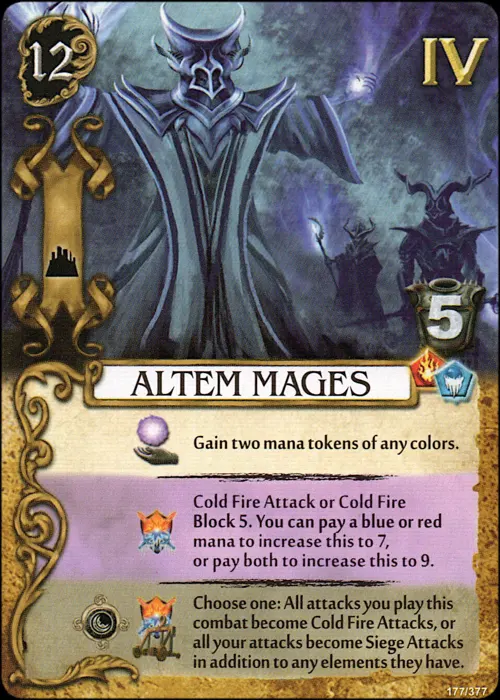 12
IV
5
ALTEM MAGES
Gain two mana tokens of any colors.
Cold Fire Attack or Cold Fire
Block 5. You can pay a blue or red
mana to increase this to 7,
or pay both to increase this to 9.
Choose one: All attacks you play this
combat become Cold Fire Attacks, or
all your attacks become Siege Attacks
in addition to any elements they have.
177/377